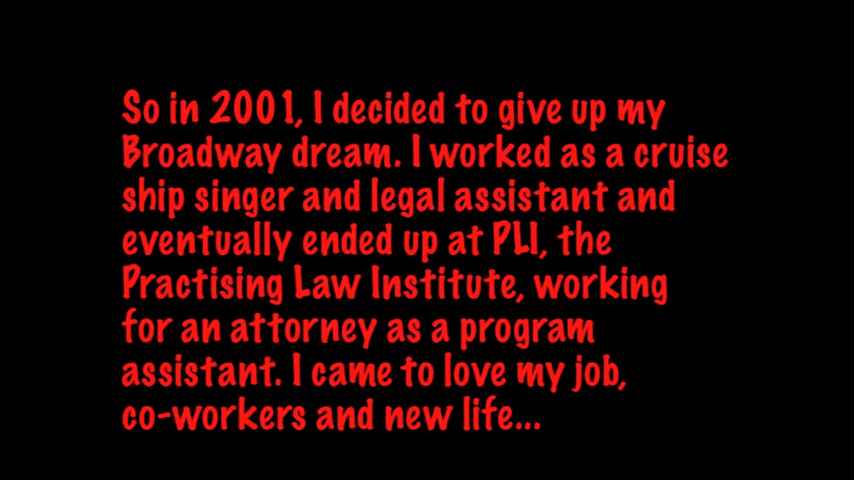 So in 2001, I decided to give up my
Broadway dream. I worked as a cruise
ship singer and legal assistant and
eventually ended up at PLI, the
Practising Law Institute, working
for an attorney as a program
assistant. I came to love my job,
co-workers and new life...